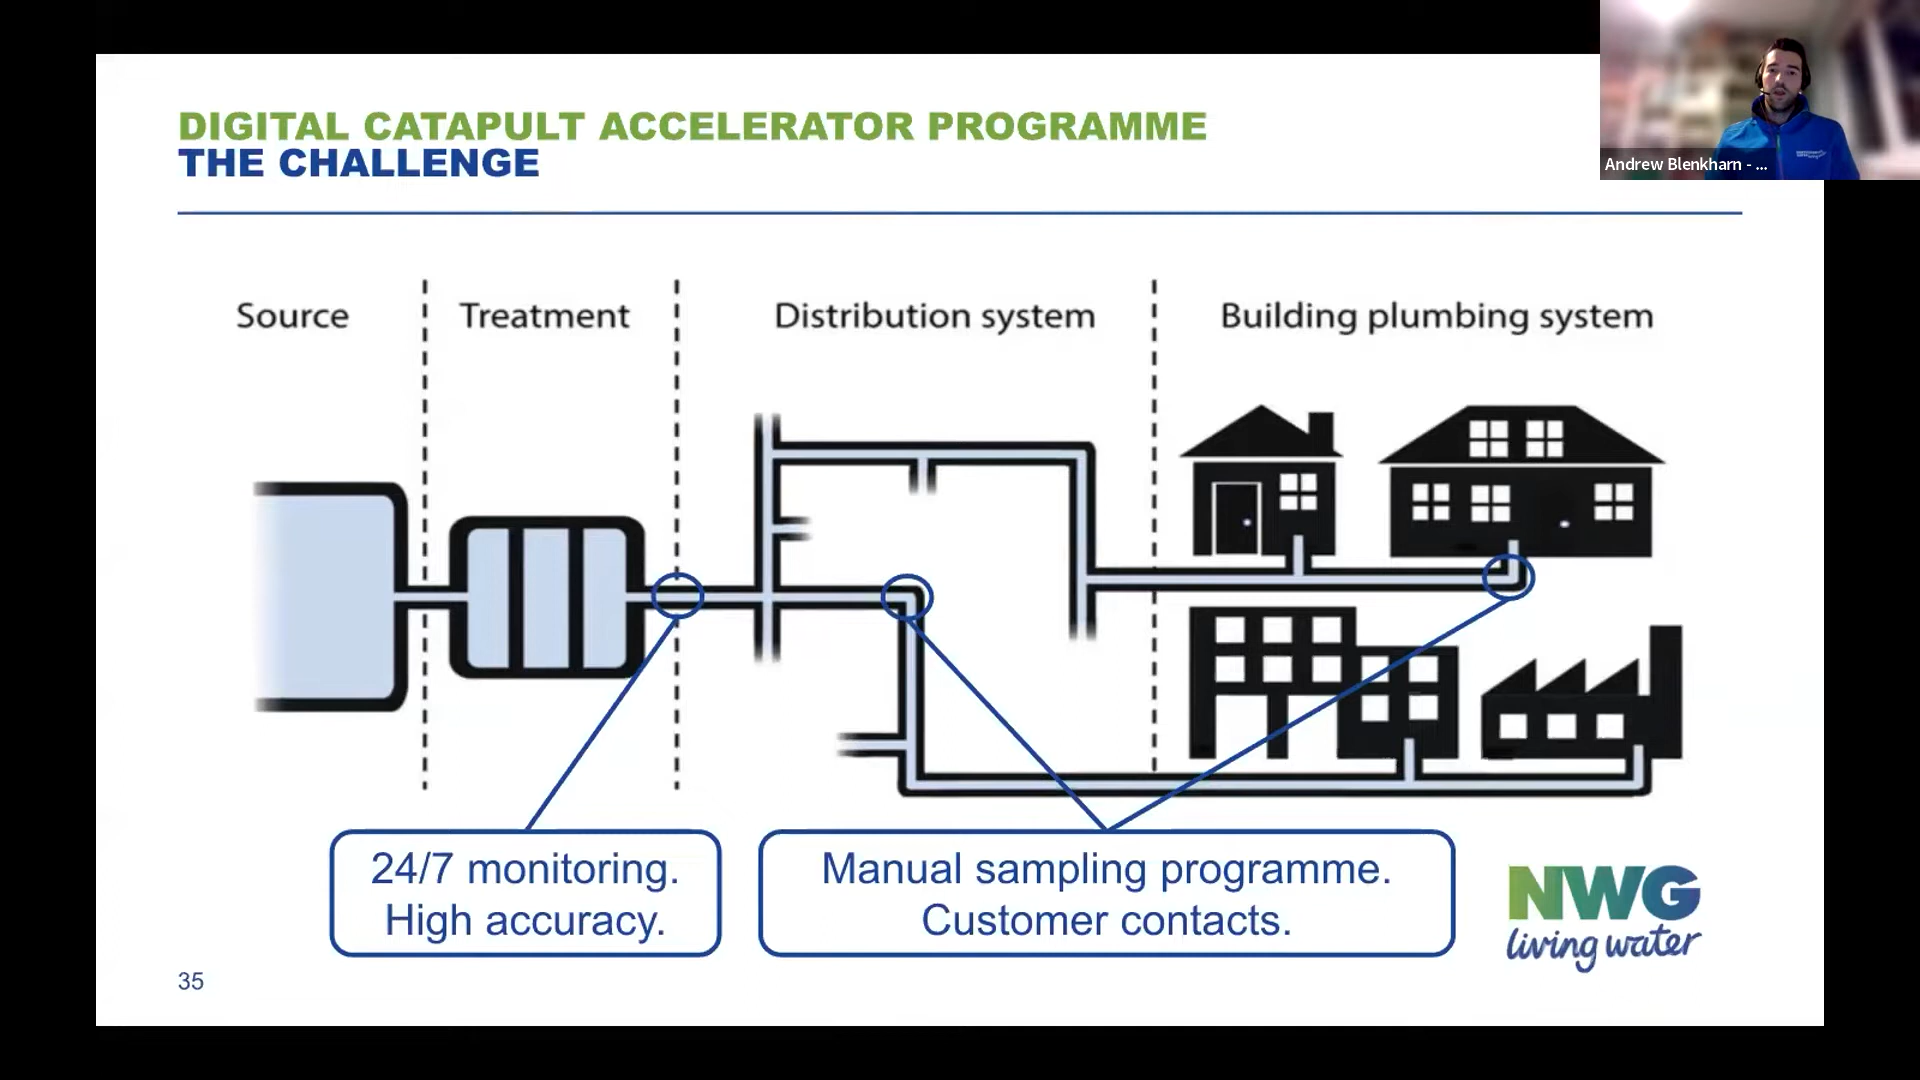 DIGITAL CATAPULT ACCELERATOR PROGRAMME
THE CHALLENGE
Andrew Blenkharn - ...
Source
Treatment
Distribution system
Building plumbing system
24/7 monitoring.
High accuracy.
Manual sampling programme.
Customer contacts.
NWG
living water
35